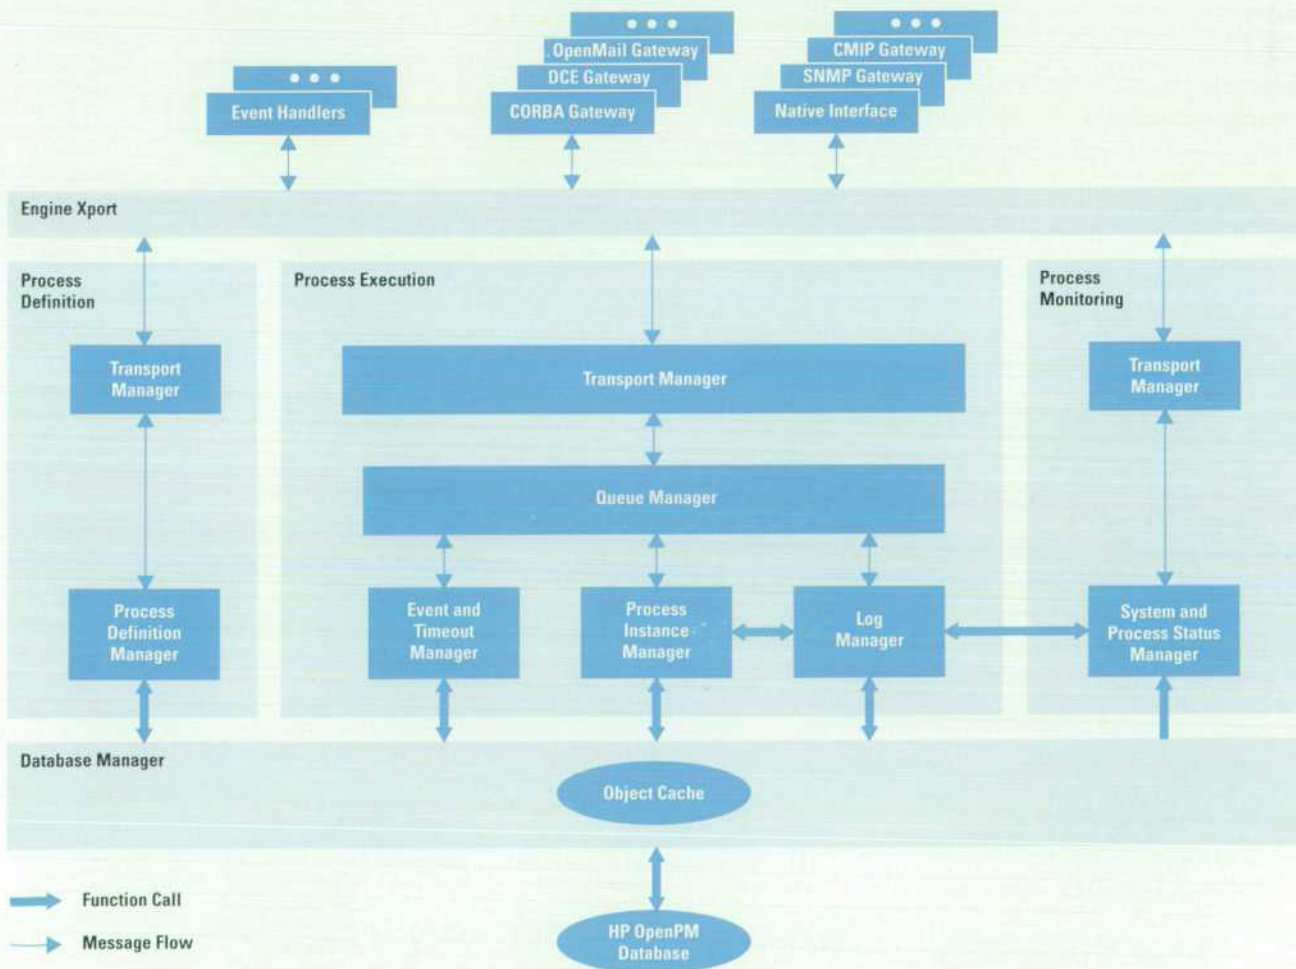 OpenMail Gateway
DCE Gateway
CORBA Gateway
CMIP Gateway
SNMP Gateway
Native Interface
Event Handlers
Engine Xport
Process
Definition
Process Execution
Process
Monitoring
Transport
Manager
Transport Manager
Transport
Manager
Queue Manager
Process
Definition
Manager
Event and
Timeout
Manager
Process
Instance
Manager
Log
Manager
System and
Process Status
Manager
Database Manager
Object Cache
Function Call
Message Flow
HP OpenPM
Database